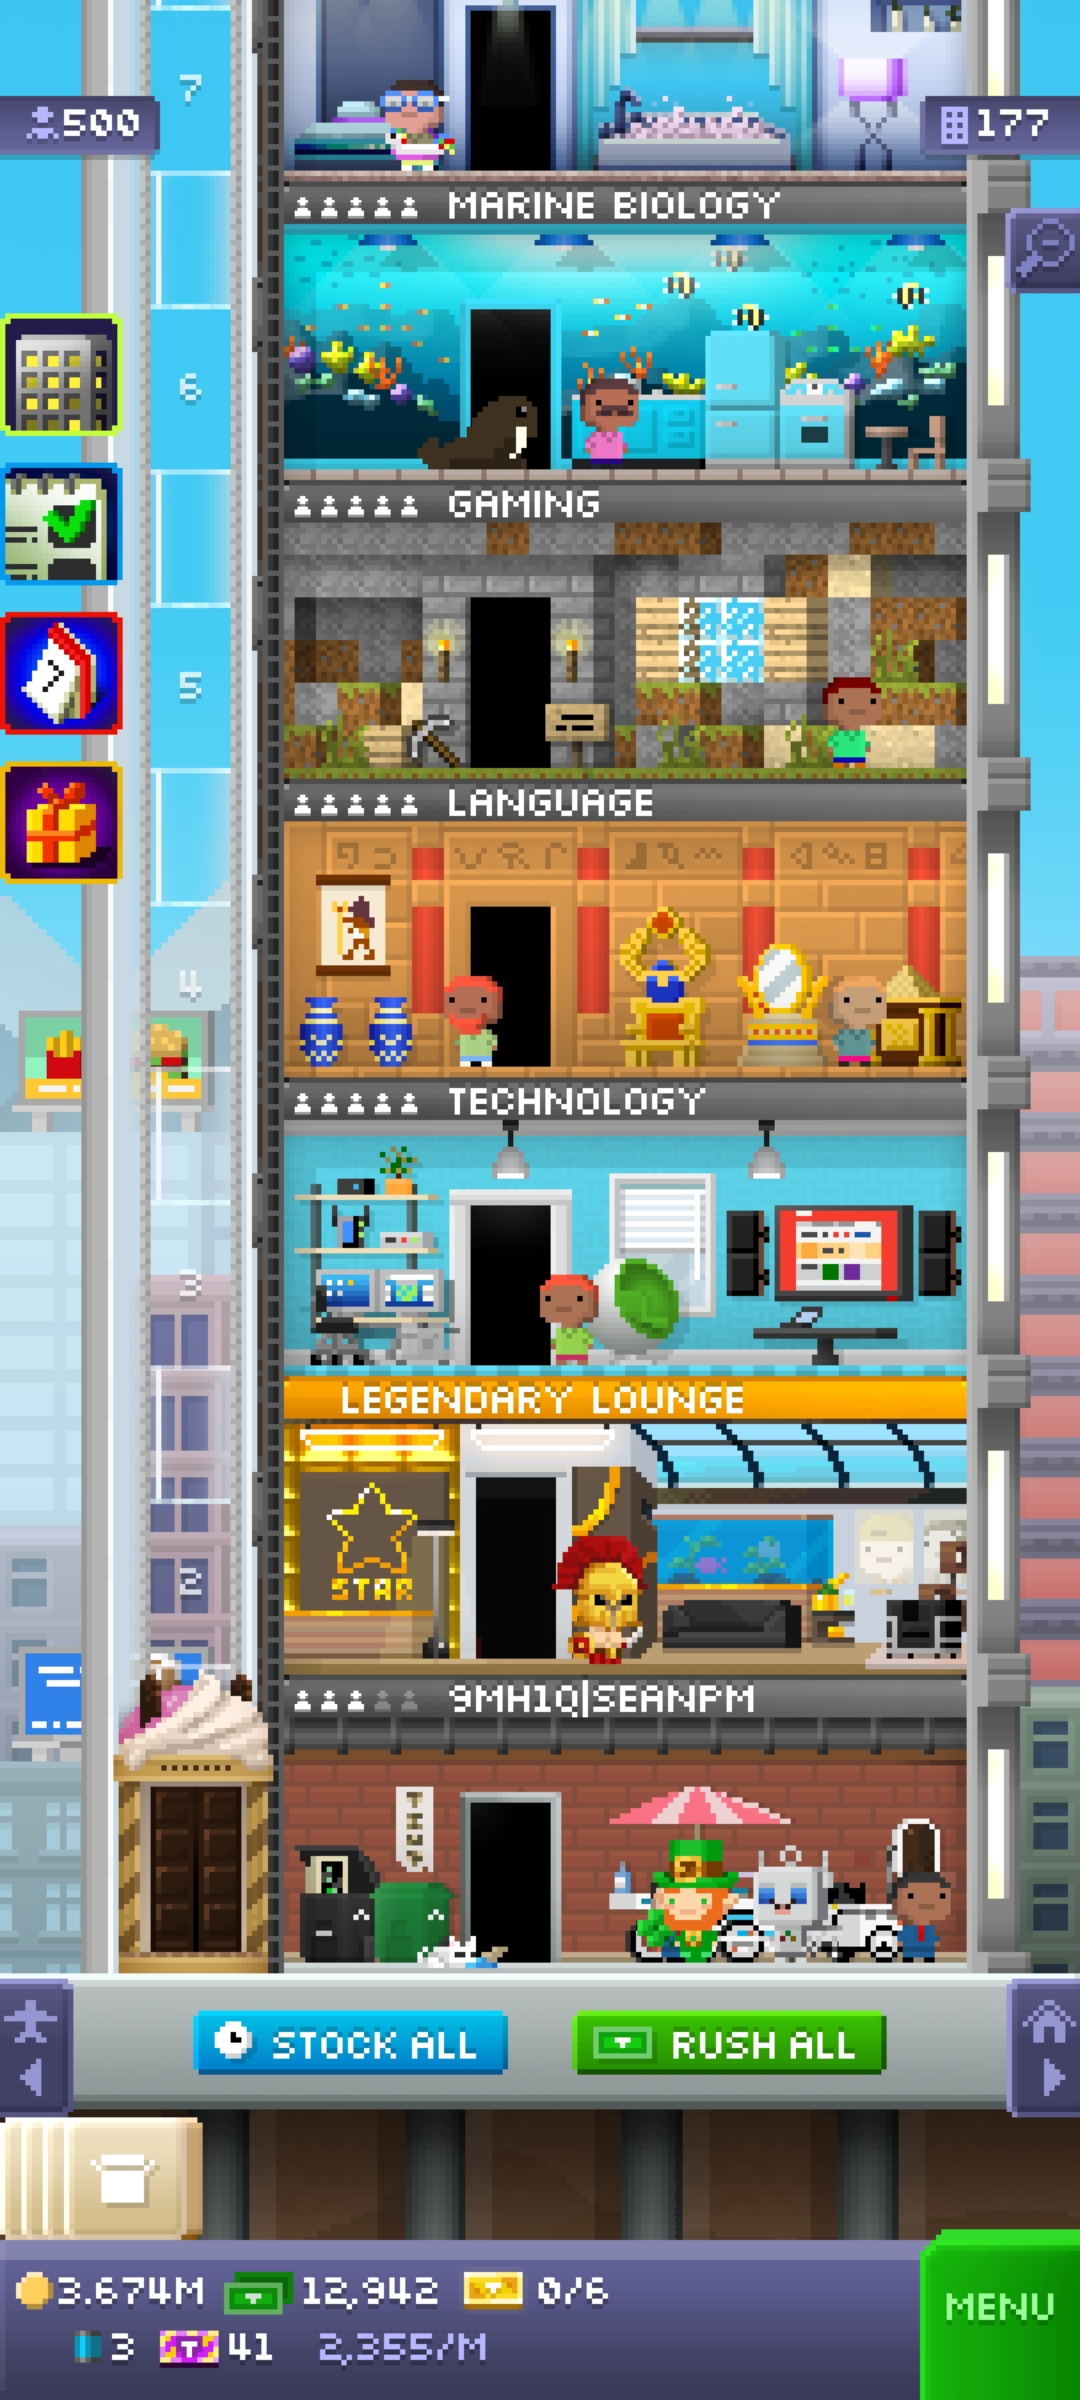 7
500
177
MARINE BIOLOGY
6
GAMING
5
LANGUAGE
4
TECHNOLOGY
3
LEGENDARY LOUNGE
STAR
2
9MH1Q|SEANPM
STOCK ALL
RUSH ALL
3.674M
12,942
0/6
MENU
3
41
2,355/M